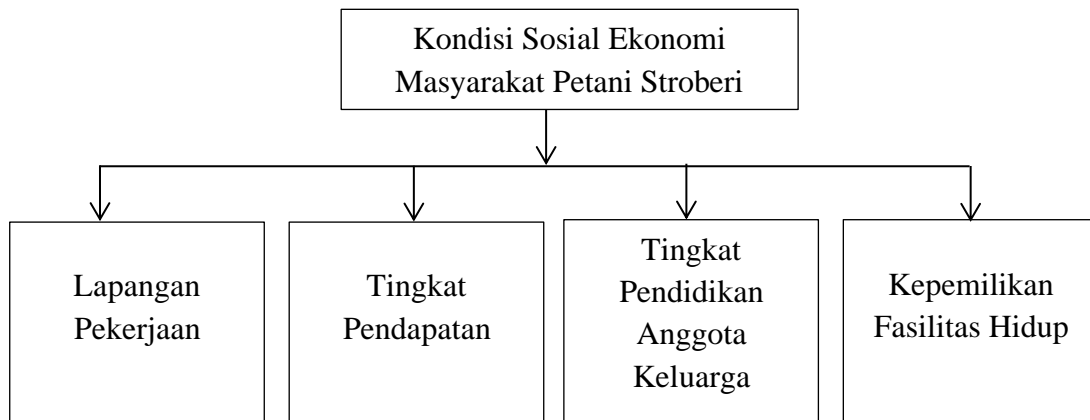 Kondisi Sosial Ekonomi
Masyarakat Petani Stroberi
Lapangan
Pekerjaan
Tingkat
Pendapatan
Tingkat
Pendidikan
Anggota
Keluarga
Kepemilikan
Fasilitas Hidup